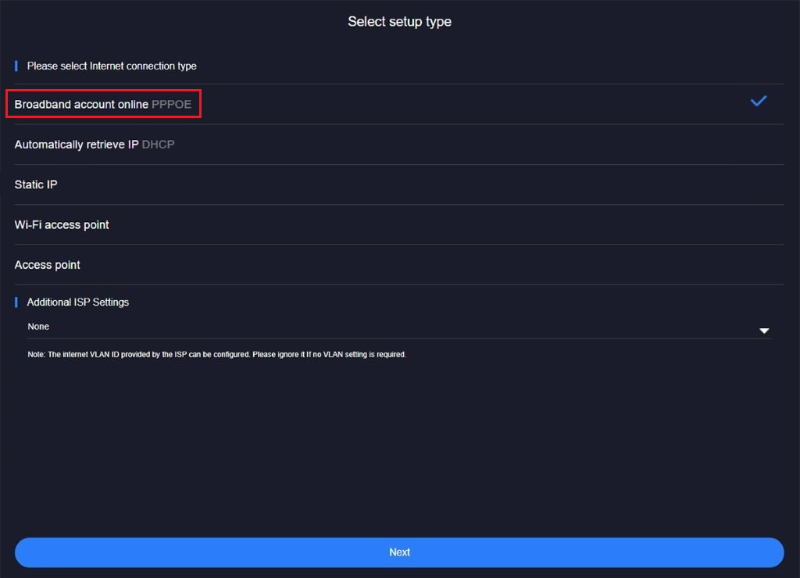 Select setup type
Please select Internet connection type
Broadband account online PPPOE
Automatically retrieve IP DHCP
Static IP
Wi-Fi access point
Access point
Additional ISP Settings
None
Note: The internet VLAN ID provided by the ISP can be configured. Please ignore it if no VLAN setting is required.
Next